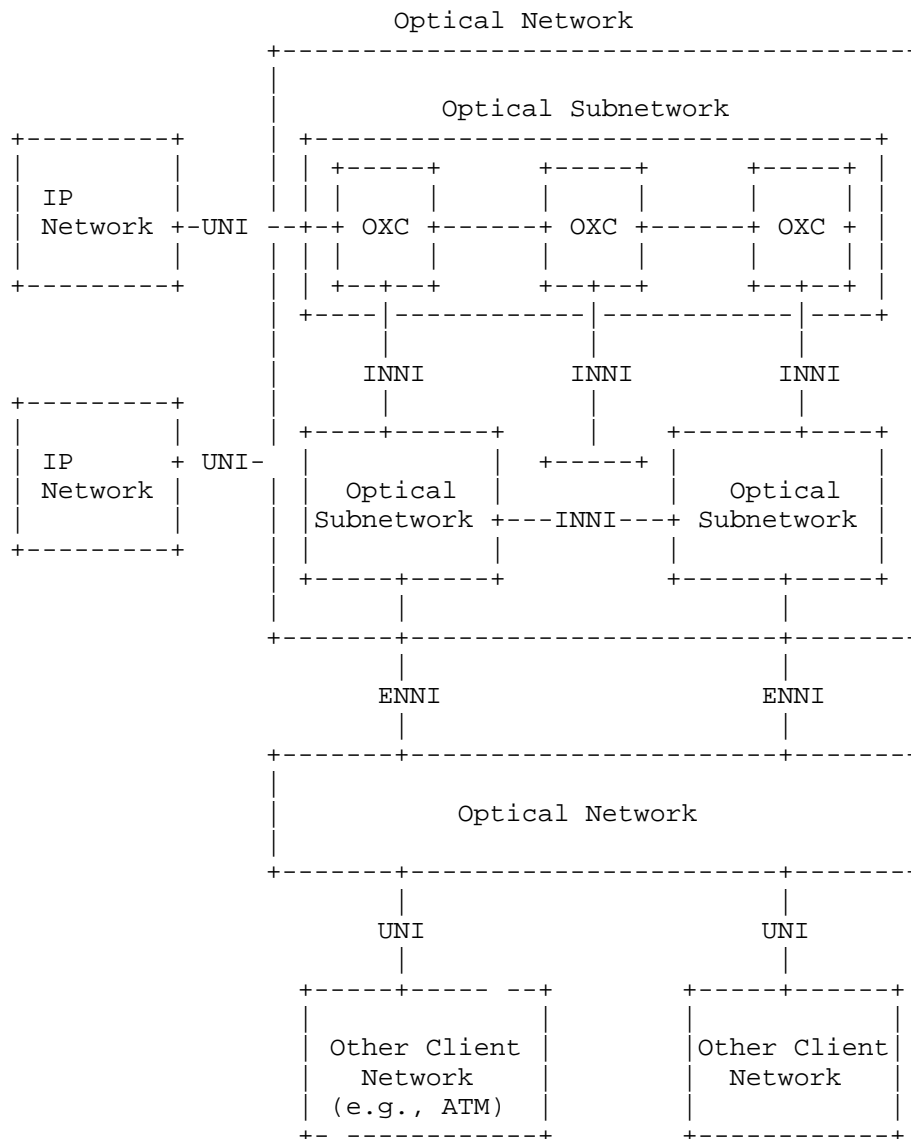 Optical Network
Optical Subnetwork
IP
Network
UNI
OXC
OXC
OXC
INNI
INNI
INNI
IP
Network
UNI
Optical
Subnetwork
INNI
Optical
Subnetwork
ENNI
ENNI
Optical Network
UNI
UNI
Other Client
Network
(e.g., ATM)
Other Client
Network